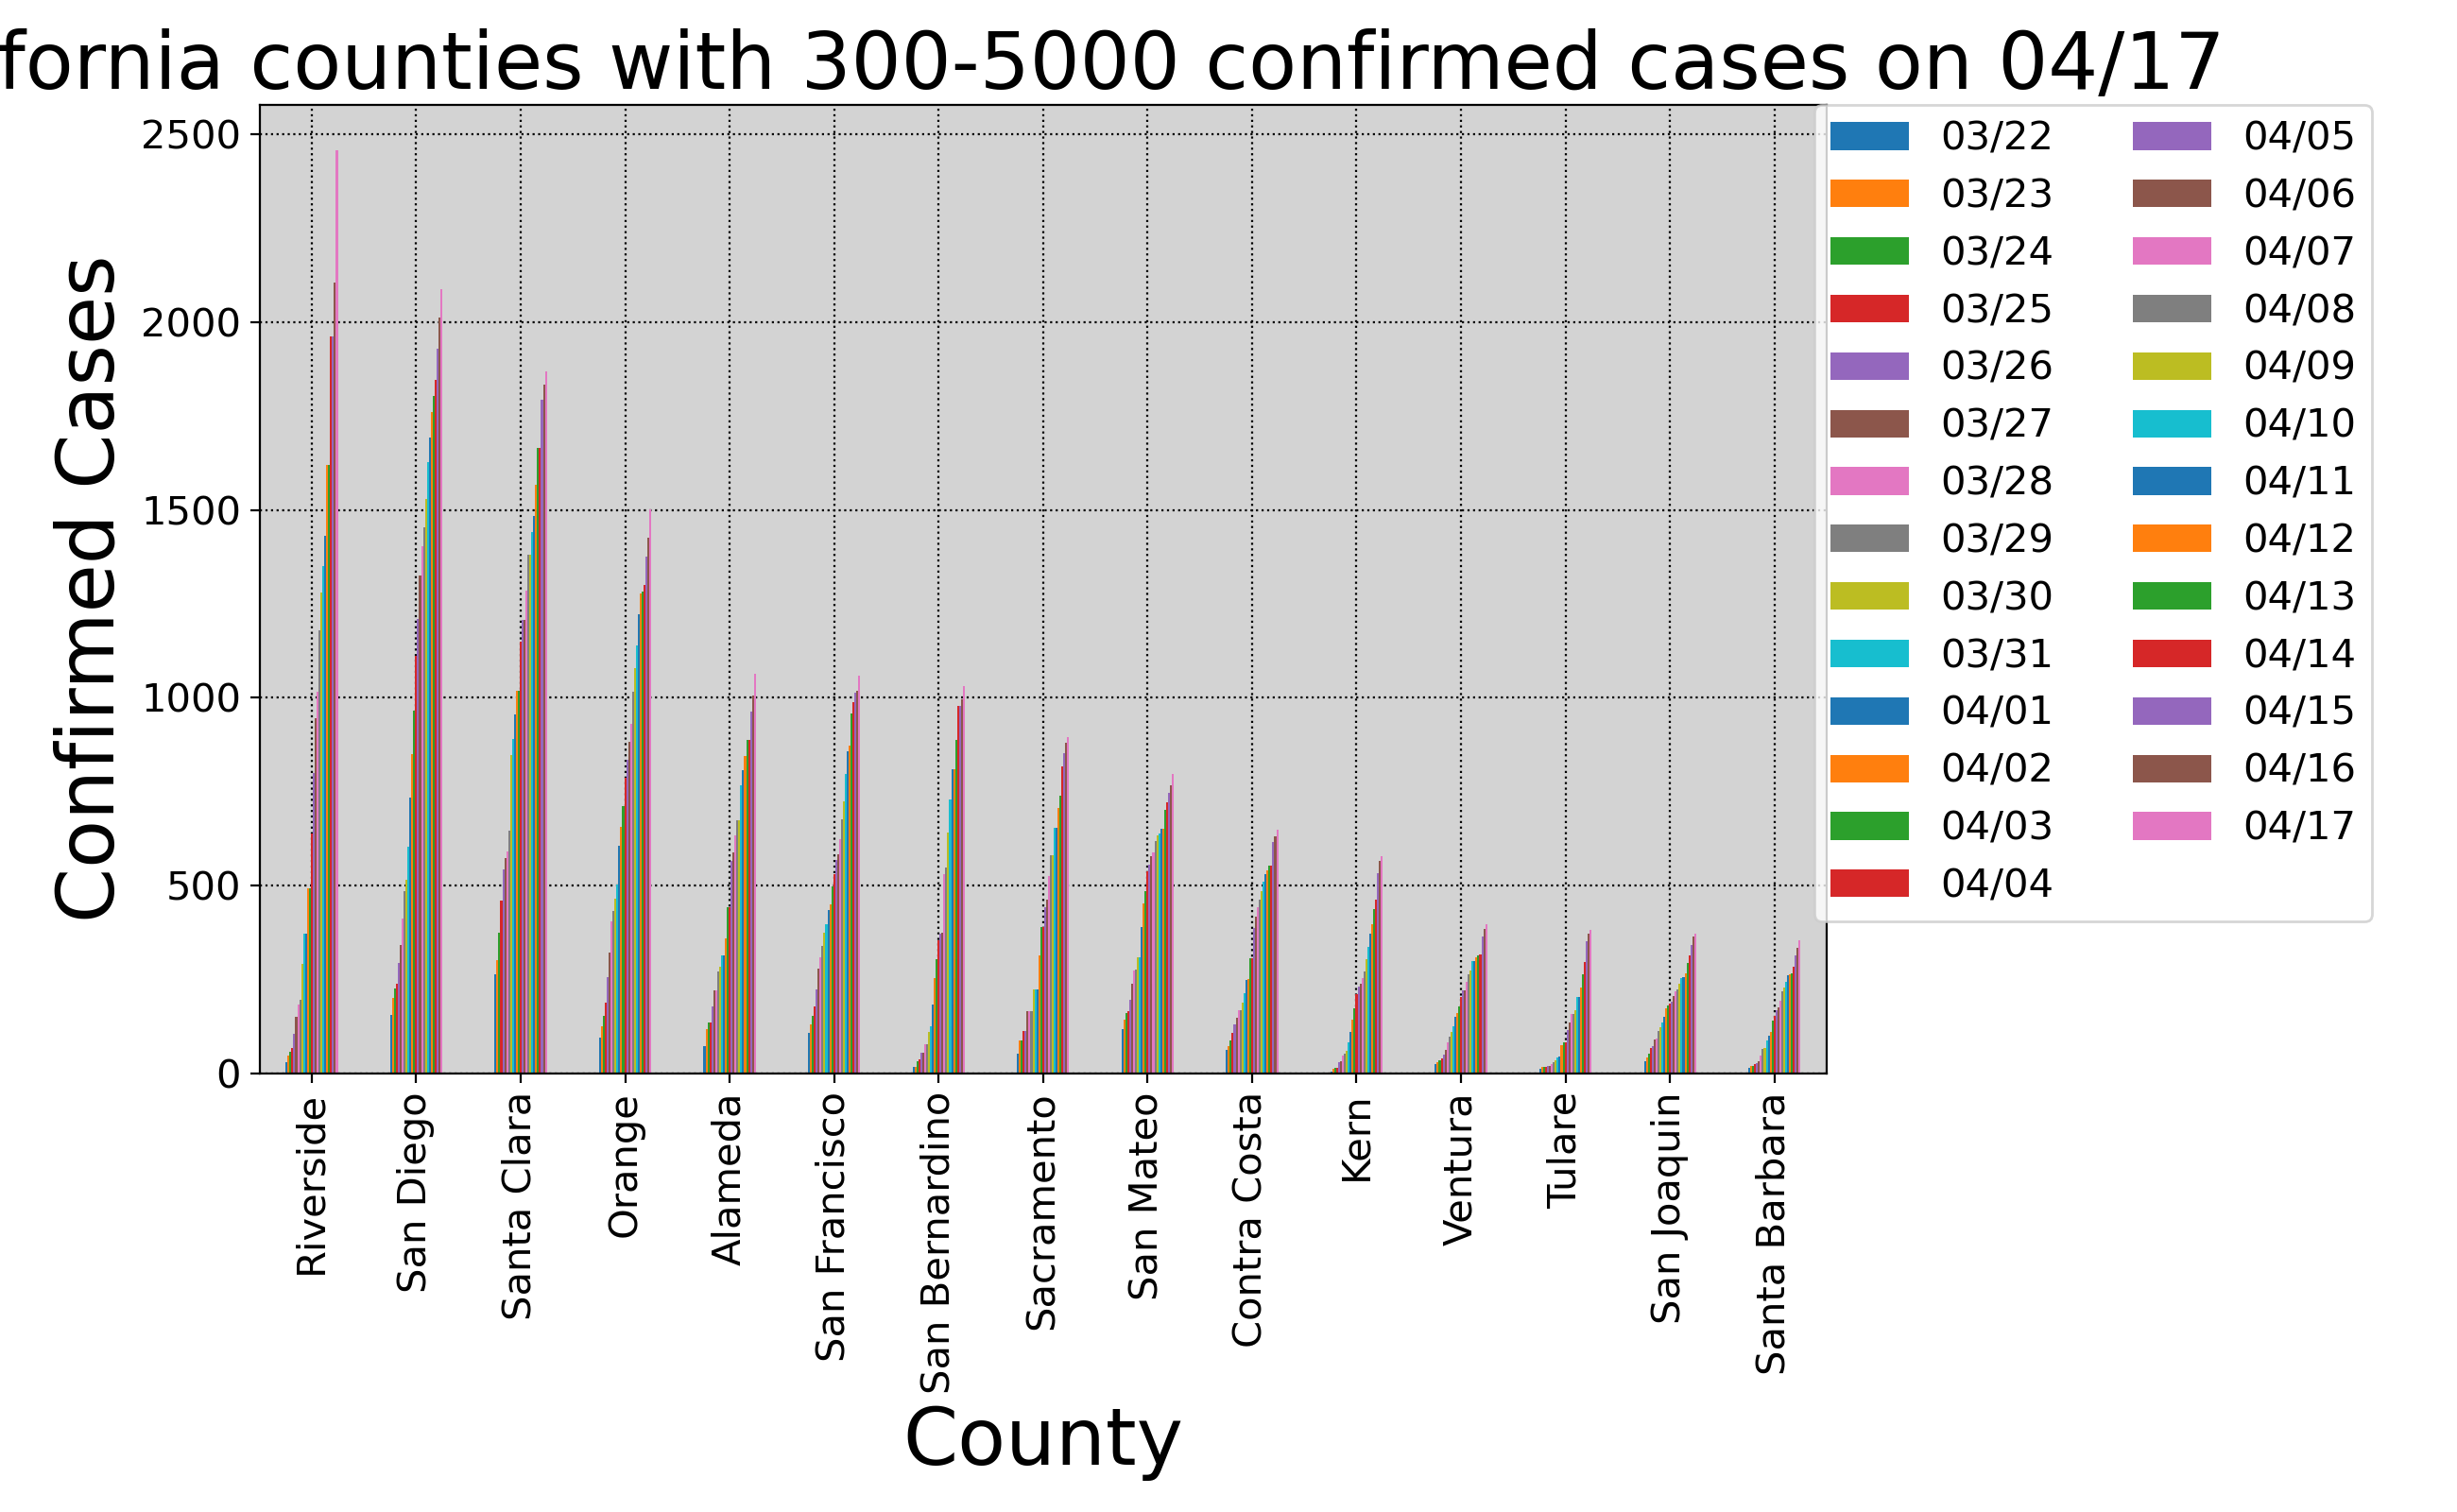 fornia counties with 300-5000 confirmed cases on 04/17
Confirmed Cases
2500
2000
1500
1000
500
0
03/22 04/05
03/23 04/06
03/24 04/07
03/25 04/08
03/26 04/09
03/27 04/10
03/28 04/11
03/29 04/12
03/30 04/13
03/31 04/14
04/01 04/15
04/02 04/16
04/03 04/17
04/04
Riverside
San Diego
Santa Clara
Orange
Alameda
San Francisco
San Bernardino
Sacramento
San Mateo
Contra Costa
Kern
Ventura
Tulare
San Joaquin
Santa Barbara
County